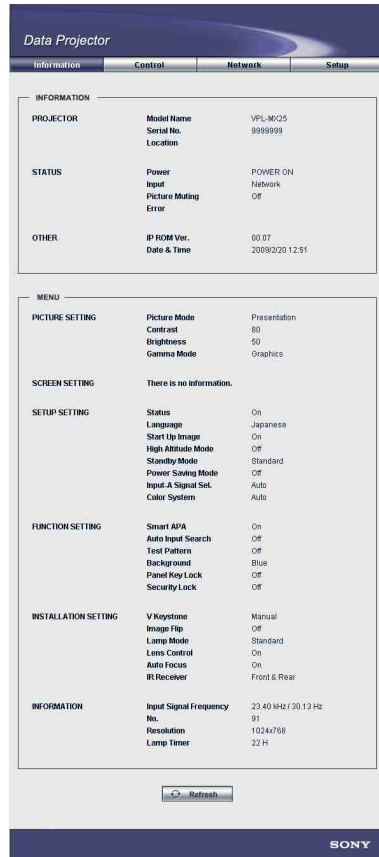 Data Projector
Information Control Network Setup
INFORMATION
PROJECTOR Model Name VPL-MX25
Serial No. 9999999
Location
STATUS Power POWER ON
Input Network
Picture Muting Off
Error
OTHER IP ROM Ver. 00.07
Date & Time 2009/2/20 12:51
MENU
PICTURE SETTING Picture Mode Presentation
Contrast 80
Brightness 50
Gamma Mode Graphics
SCREEN SETTING There is no information.
SETUP SETTING Status On
Language Japanese
Start Up Image On
High Altitude Mode Off
Standby Mode Standard
Power Saving Mode Off
Input-A Signal Sel. Auto
Color System Auto
FUNCTION SETTING Smart APA On
Auto Input Search Off
Test Pattern Off
Background Blue
Panel Key Lock Off
Security Lock Off
INSTALLATION SETTING V Keystone Manual
Image Flip Off
Lamp Mode Standard
Lens Control On
Auto Focus On
IR Receiver Front & Rear
INFORMATION Input Signal Frequency 23.40 kHz / 30.13 Hz
No. 91
Resolution 1024x768
Lamp Timer 22 H
Refresh
SONY